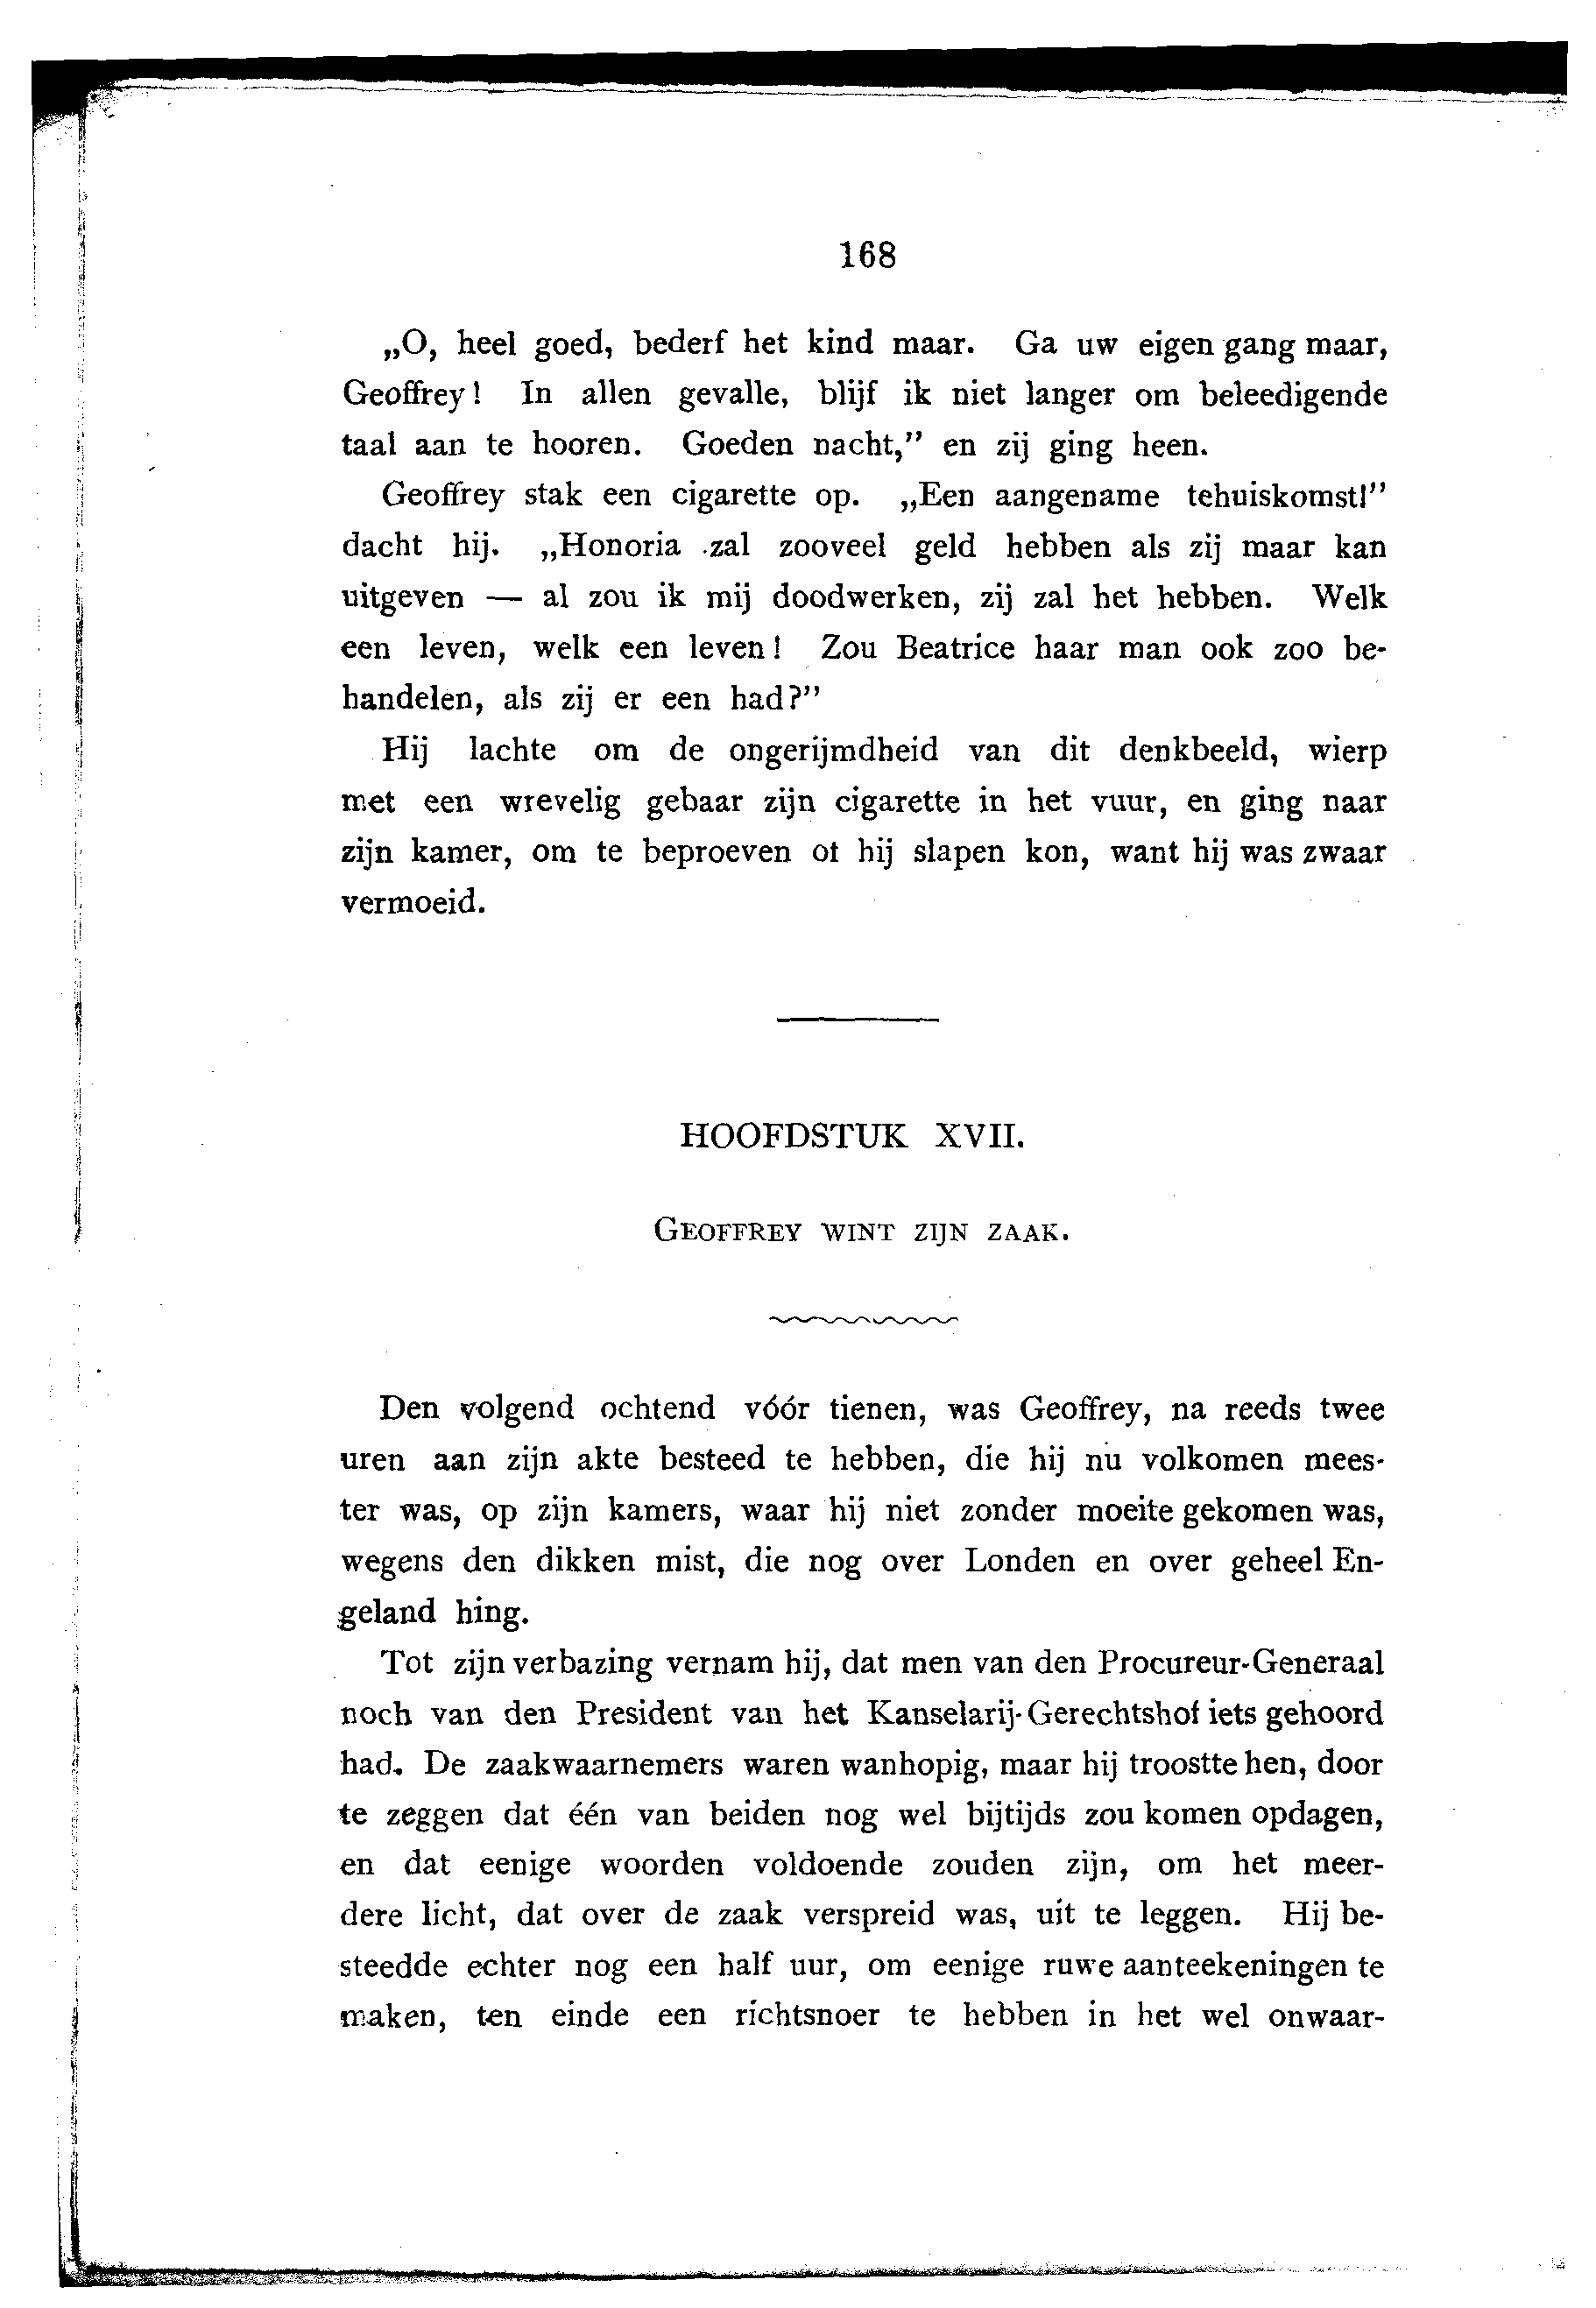 168
„O, heel goed, bederf het kind maar. Ga uw eigen gang maar,
Geoffrey! In allen gevalle, blijf ik niet langer om beleedigende
taal aan te hooren. Goeden nacht,” en zij ging heen.
Geoffrey stak een cigarette op. „Een aangename tehuiskomst!”
dacht hij. „Honoria zal zooveel geld hebben als zij maar kan
uitgeven — al zou ik mij doodwerken, zij zal het hebben. Welk
een leven, welk een leven! Zou Beatrice haar man ook zoo be-
handelen, als zij er een had?”
Hij lachte om de ongerijmdheid van dit denkbeeld, wierp
met een wrevelig gebaar zijn cigarette in het vuur, en ging naar
zijn kamer, om te beproeven of hij slapen kon, want hij was zwaar
vermoeid.
HOOFDSTUK XVII.
GEOFFREY WINT ZIJN ZAAK.
Den volgend ochtend vóór tienen, was Geoffrey, na reeds twee
uren aan zijn akte besteed te hebben, die hij nu volkomen mees-
ter was, op zijn kamers, waar hij niet zonder moeite gekomen was,
wegens den dikken mist, die nog over Londen en over geheel En-
geland hing.
Tot zijn verbazing vernam hij, dat men van den Procureur-Generaal
noch van den President van het Kanselarij-Gerechtshof iets gehoord
had. De zaakwaarnemers waren wanhopig, maar hij troostte hen, door
te zeggen dat één van beiden nog wel bijtijds zou komen opdagen,
en dat eenige woorden voldoende zouden zijn, om het meer-
dere licht, dat over de zaak verspreid was, uit te leggen. Hij be-
steedde echter nog een half uur, om eenige ruwe aanteekeningen te
maken, ten einde een richtsnoer te hebben in het wel onwaar-